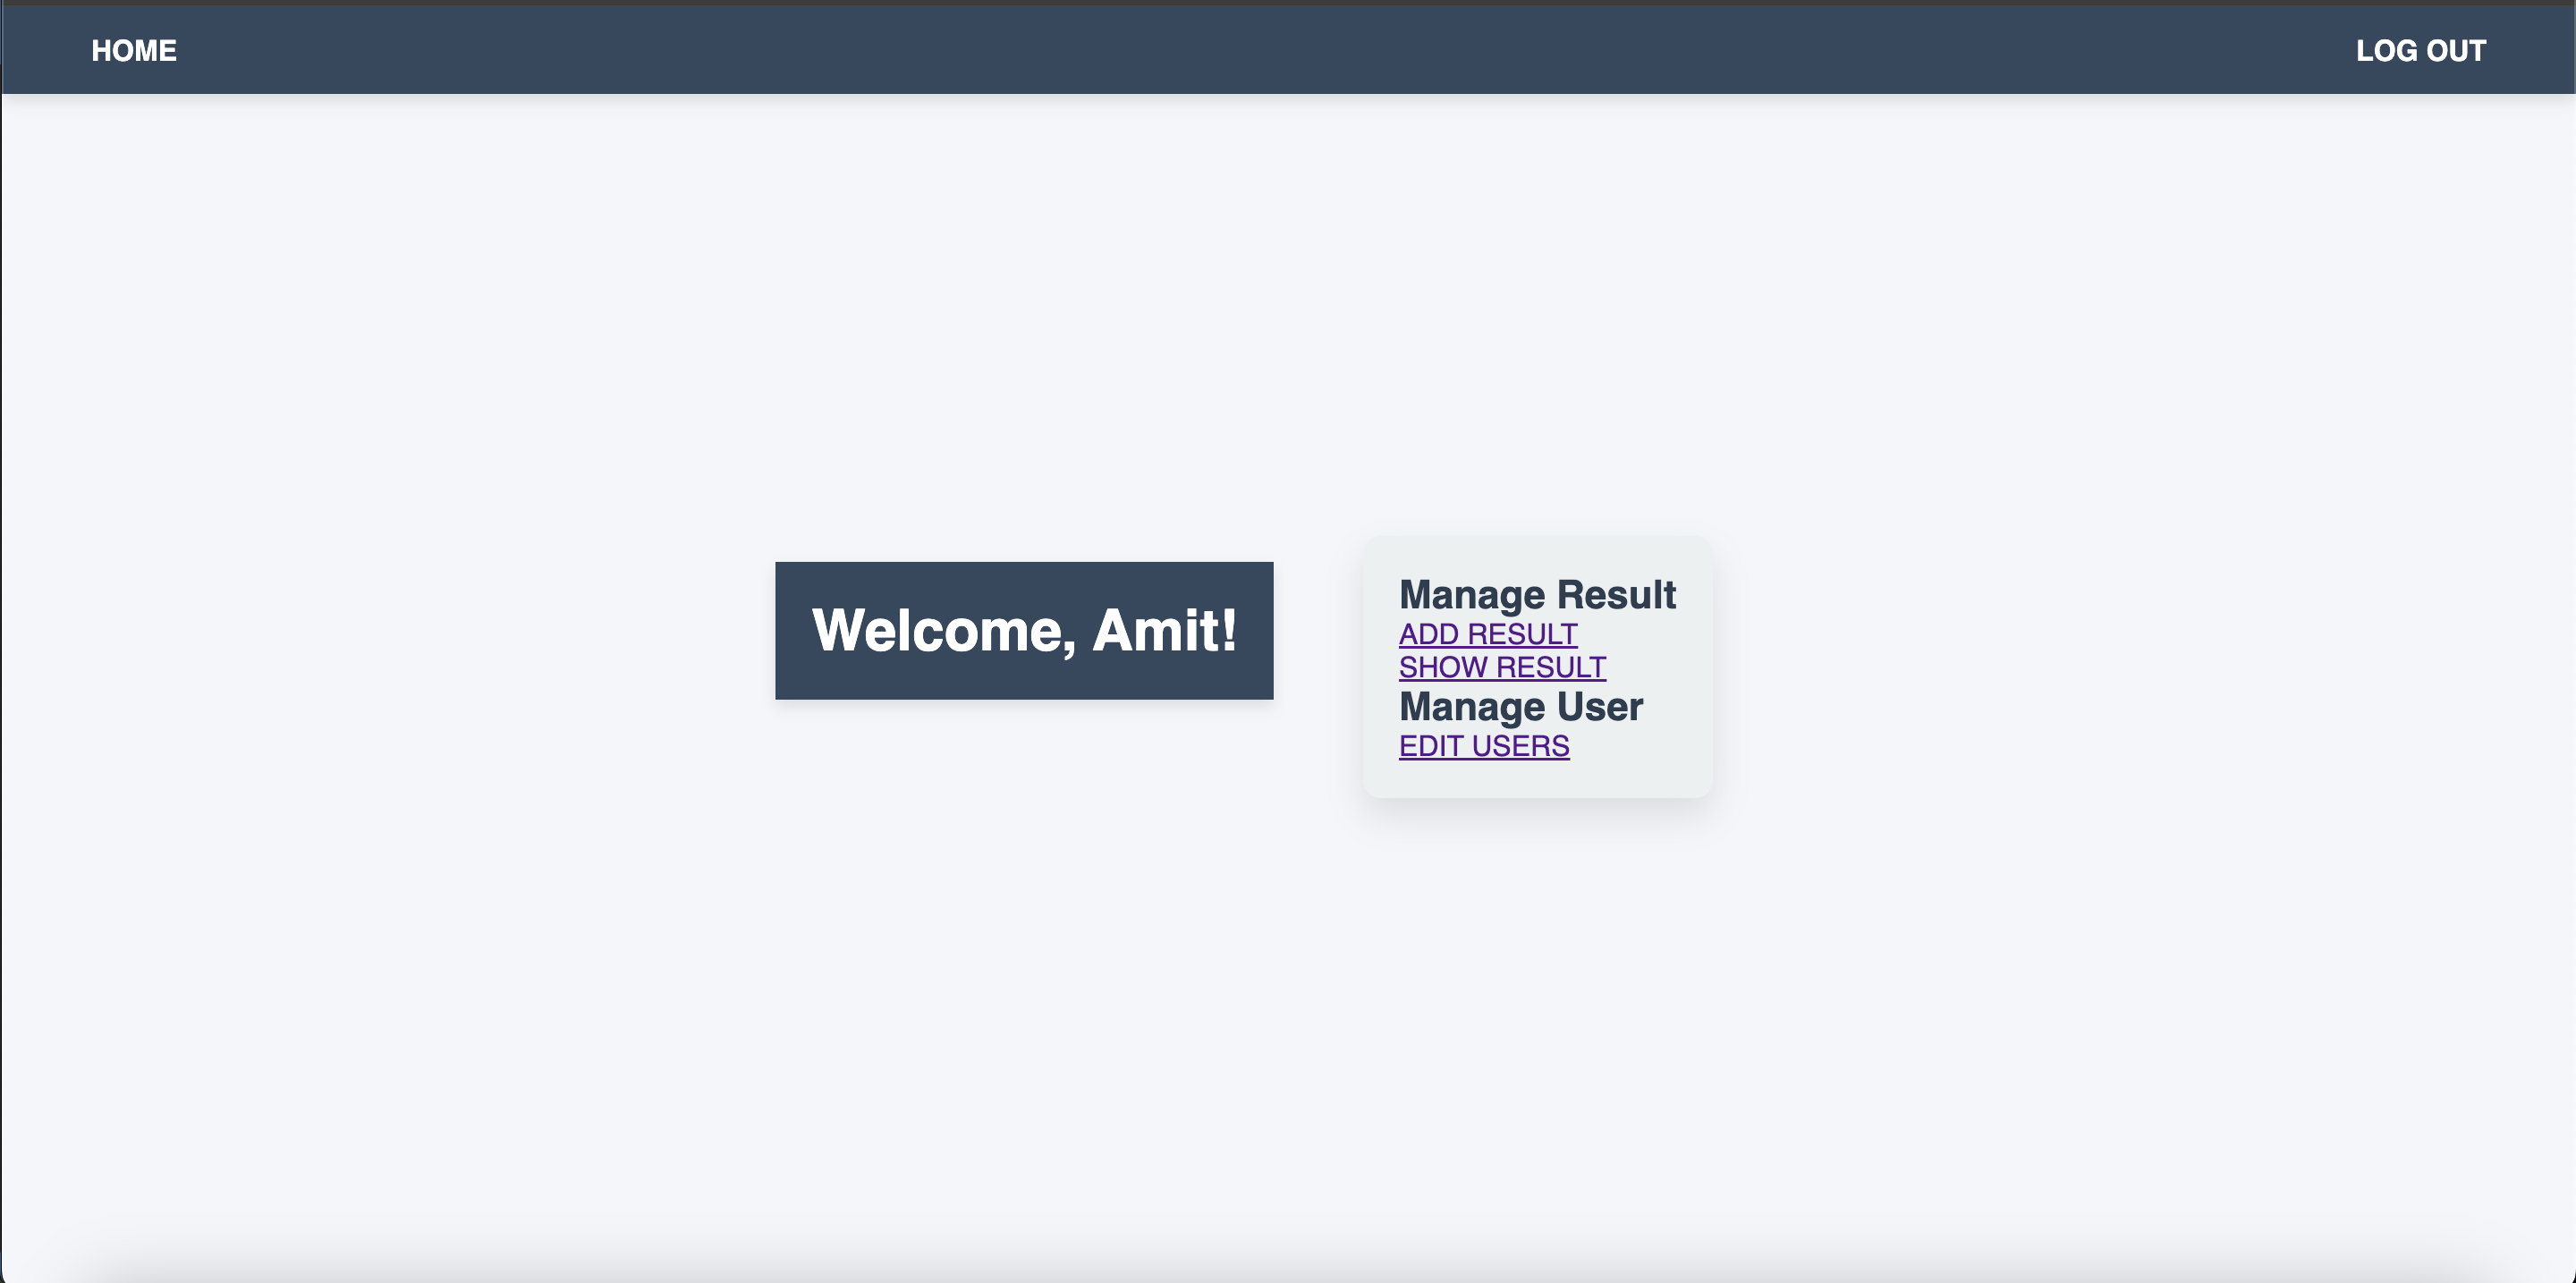 HOME
LOG OUT
Welcome, Amit!
Manage Result
ADD RESULT
SHOW RESULT
Manage User
EDIT USERS